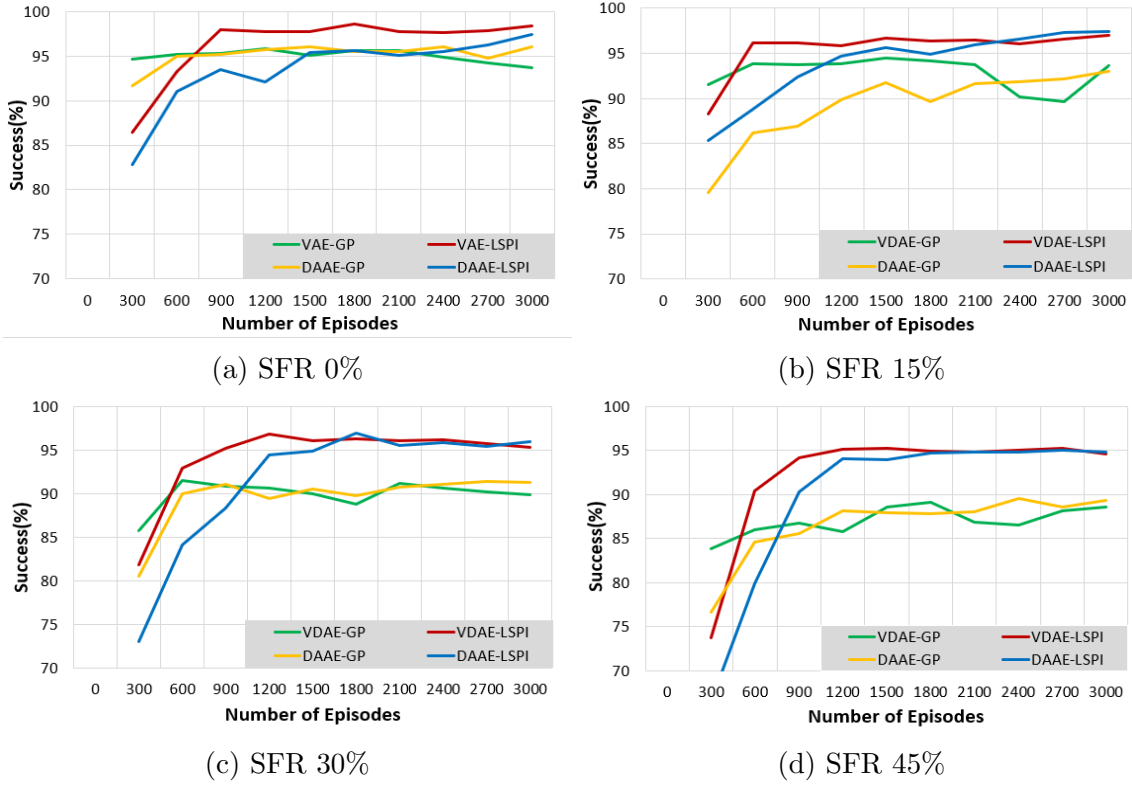 100
95
90
85
80
75
70
Success(%)
VAE-GP VAE-LSPI
DAAE-GP DAAE-LSPI
0 300 600 900 1200 1500 1800 2100 2400 2700 3000
Number of Episodes
(a) SFR 0%
100
95
90
85
80
75
70
Success(%)
VDAE-GP VDAE-LSPI
DAAE-GP DAAE-LSPI
0 300 600 900 1200 1500 1800 2100 2400 2700 3000
Number of Episodes
(b) SFR 15%
100
95
90
85
80
75
70
Success(%)
VDAE-GP VDAE-LSPI
DAAE-GP DAAE-LSPI
0 300 600 900 1200 1500 1800 2100 2400 2700 3000
Number of Episodes
(c) SFR 30%
100
95
90
85
80
75
70
Success(%)
VDAE-GP VDAE-LSPI
DAAE-GP DAAE-LSPI
0 300 600 900 1200 1500 1800 2100 2400 2700 3000
Number of Episodes
(d) SFR 45%